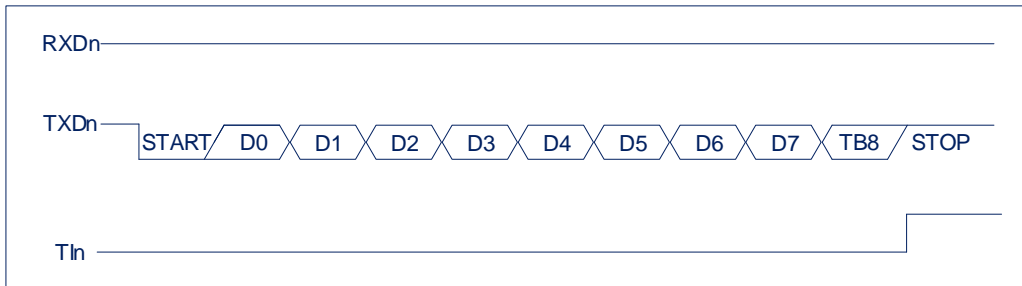 RXDn
TXDn
START D0 D1 D2 D3 D4 D5 D6 D7 TB8 STOP
TIn